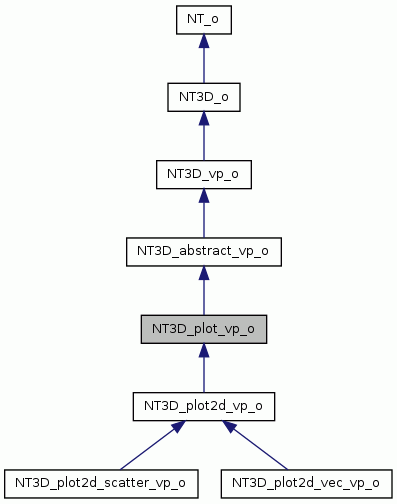 NT_o
NT3D_o
NT3D_vp_o
NT3D_abstract_vp_o
NT3D_plot_vp_o
NT3D_plot2d_vp_o
NT3D_plot2d_scatter_vp_o
NT3D_plot2d_vec_vp_o